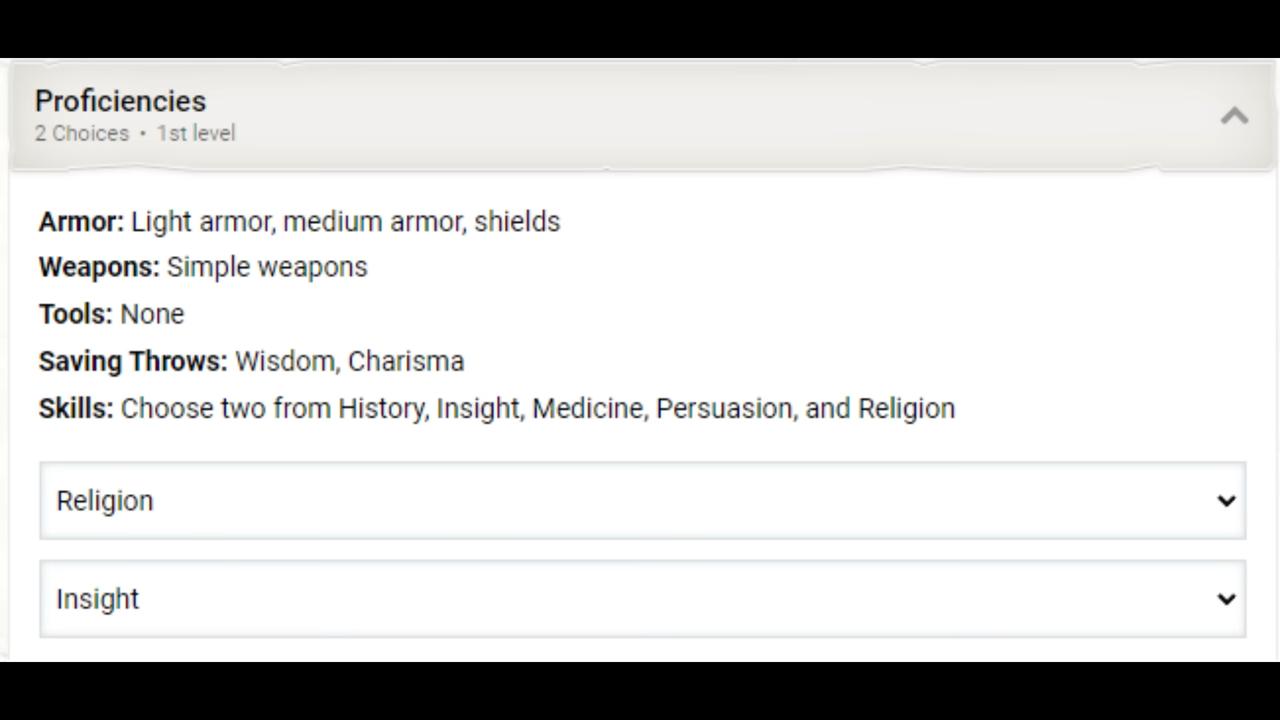 Proficiencies
2 Choices • 1st level
Armor: Light armor, medium armor, shields
Weapons: Simple weapons
Tools: None
Saving Throws: Wisdom, Charisma
Skills: Choose two from History, Insight, Medicine, Persuasion, and Religion
Religion
Insight